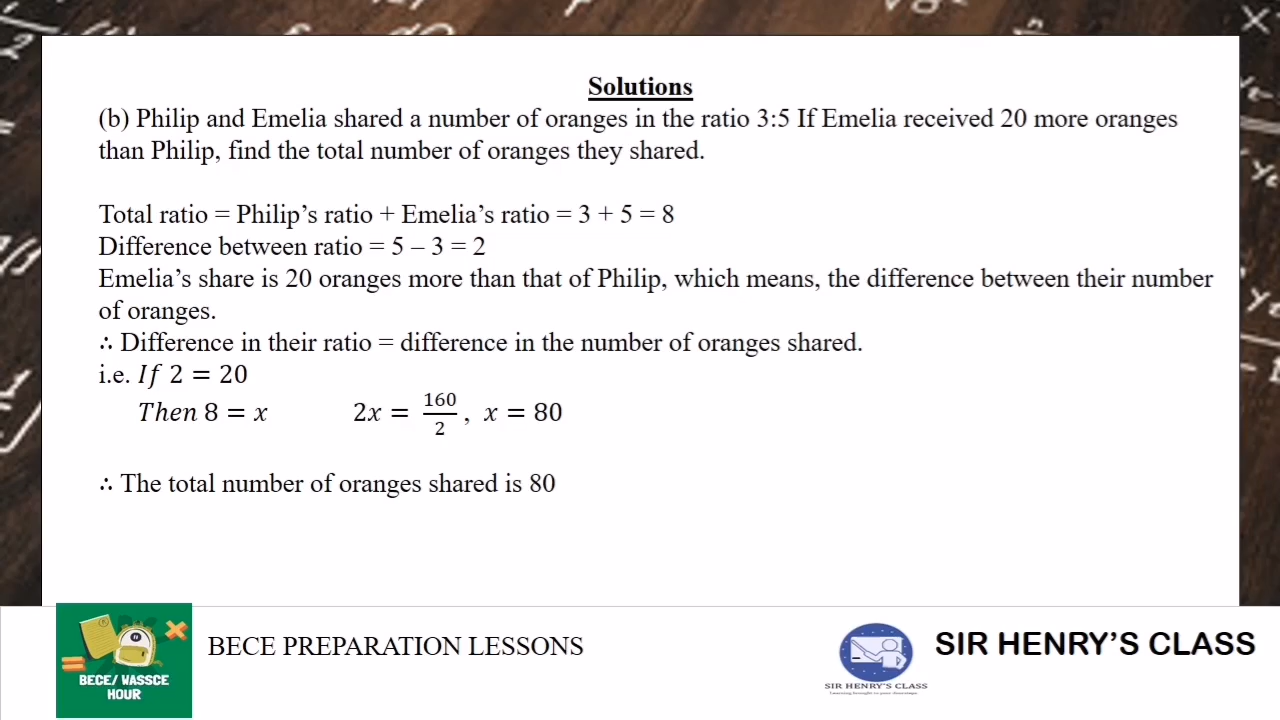 Solutions
(b) Philip and Emelia shared a number of oranges in the ratio 3:5 If Emelia received 20 more oranges
than Philip, find the total number of oranges they shared.
Total ratio = Philip’s ratio + Emelia’s ratio = 3 + 5 = 8
Difference between ratio = 5 – 3 = 2
Emelia’s share is 20 oranges more than that of Philip, which means, the difference between their number
of oranges.
∴ Difference in their ratio = difference in the number of oranges shared.
i.e. If 2 = 20
Then 8 = x 2x = 160/2, x = 80
∴ The total number of oranges shared is 80
BECE/ WASSCE
HOUR
BECE PREPARATION LESSONS
SIR HENRY'S CLASS
Learning brought to your doorsteps
SIR HENRY’S CLASS